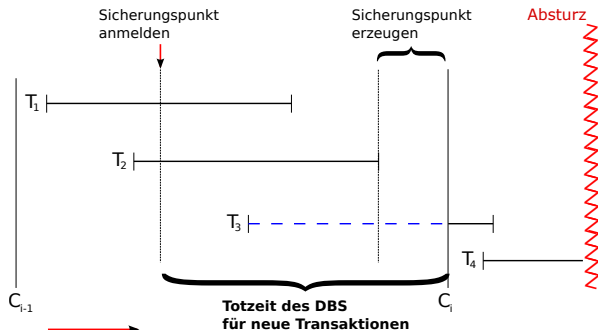 Sicherungspunkt
anmelden
Sicherungspunkt
erzeugen
Absturz
T1
T2
T3
T4
Ci-1
Ci
Totzeit des DBS
für neue Transaktionen